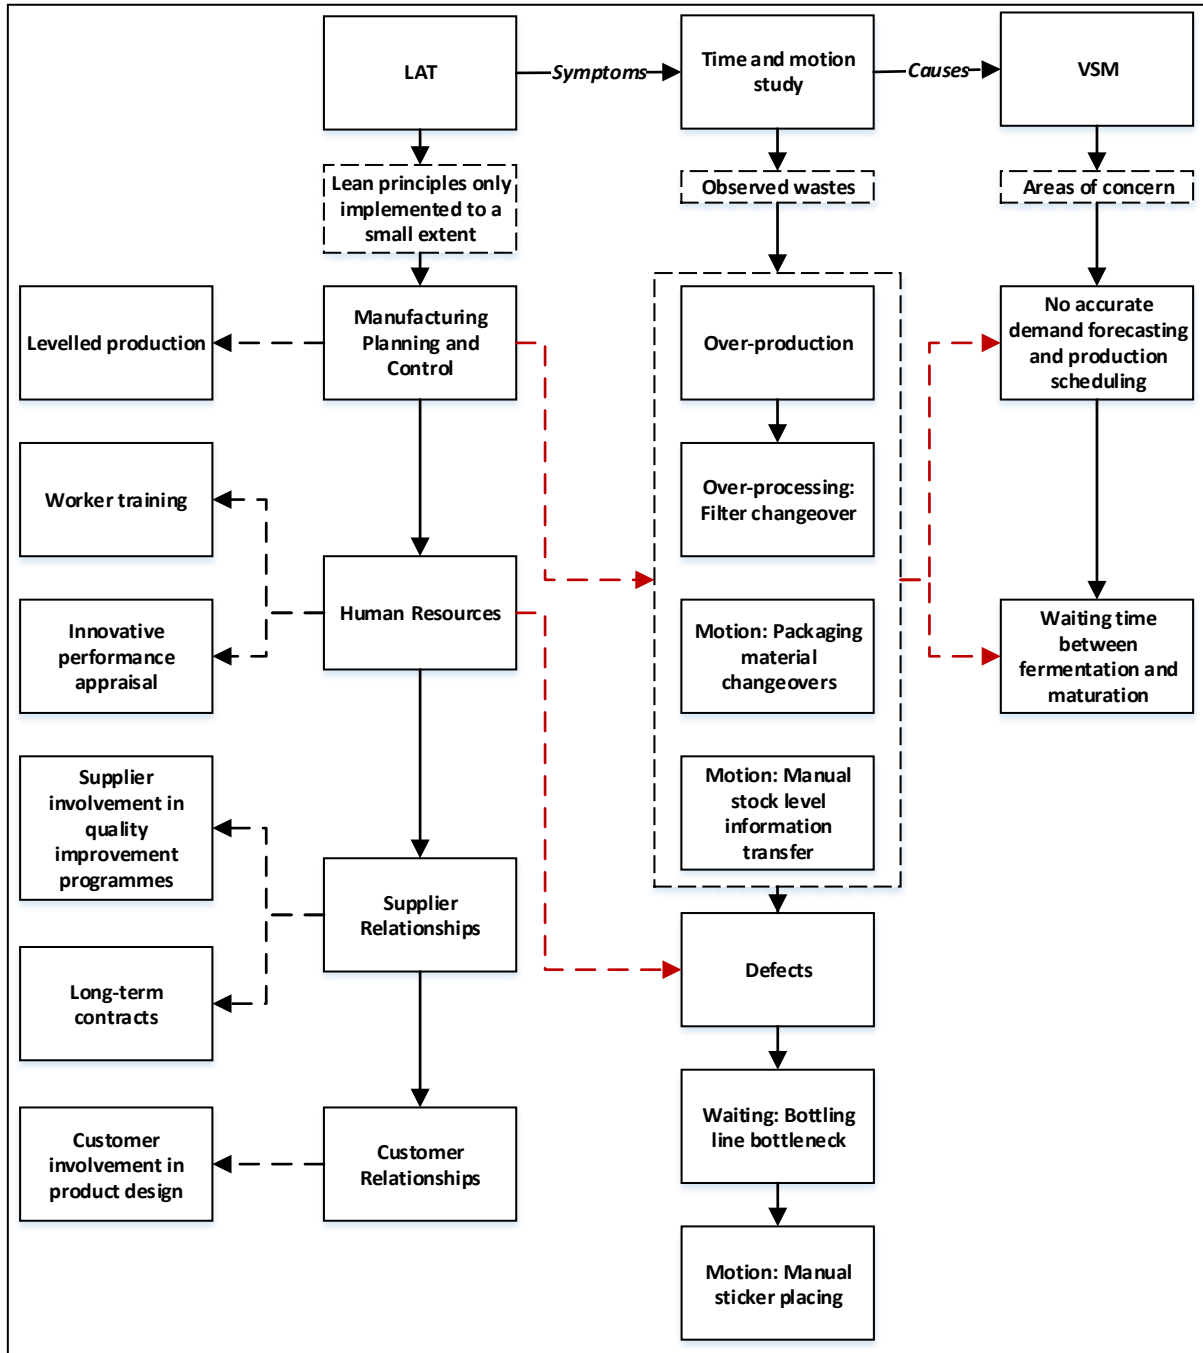 LAT
Symptoms
Time and motion
study
Causes
VSM
Lean principles only
implemented to a
small extent
Observed wastes
Areas of concern
Levelled production
Manufacturing
Planning and
Control
Over-production
No accurate
demand forecasting
and production
scheduling
Worker training
Over-processing:
Filter changeover
Innovative
performance
appraisal
Human Resources
Motion: Packaging
material
changeovers
Waiting time
between
fermentation and
maturation
Supplier
involvement in
quality
improvement
programmes
Motion: Manual
stock level
information
transfer
Supplier
Relationships
Long-term
contracts
Defects
Customer
involvement in
product design
Customer
Relationships
Waiting: Bottling
line bottleneck
Motion: Manual
sticker placing